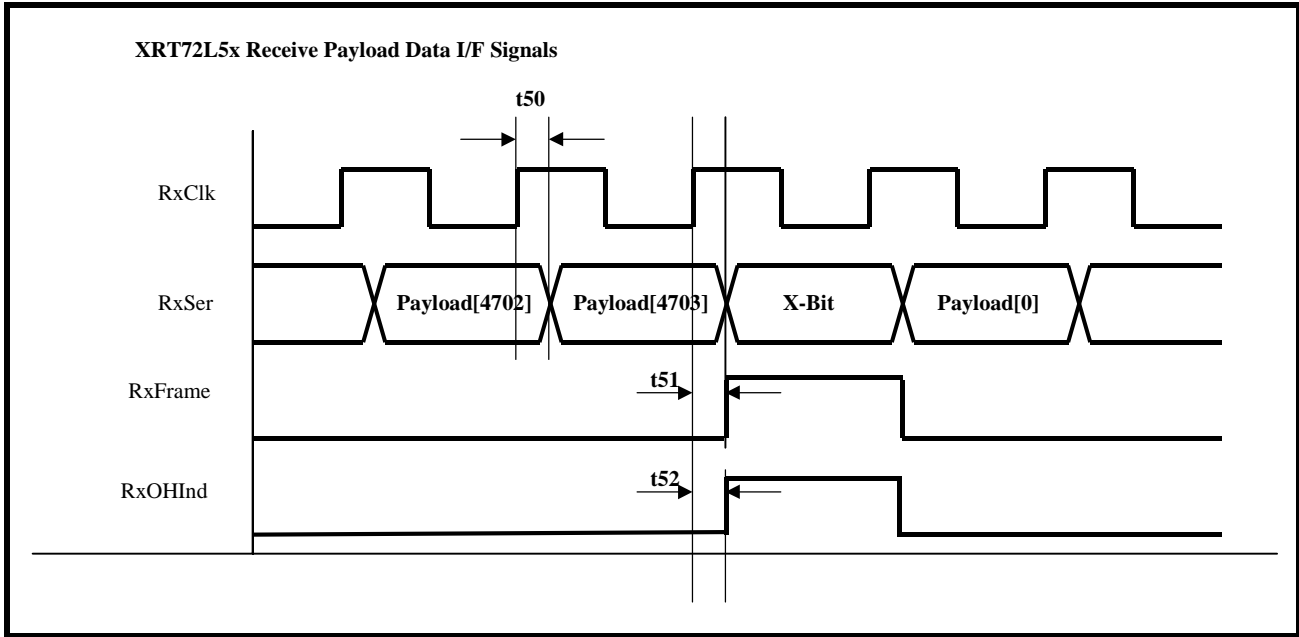 XRT72L5x Receive Payload Data I/F Signals
t50
RxClk
RxSer
Payload[4702]
Payload[4703]
X-Bit
Payload[0]
RxFrame
t51
RxOHInd
t52